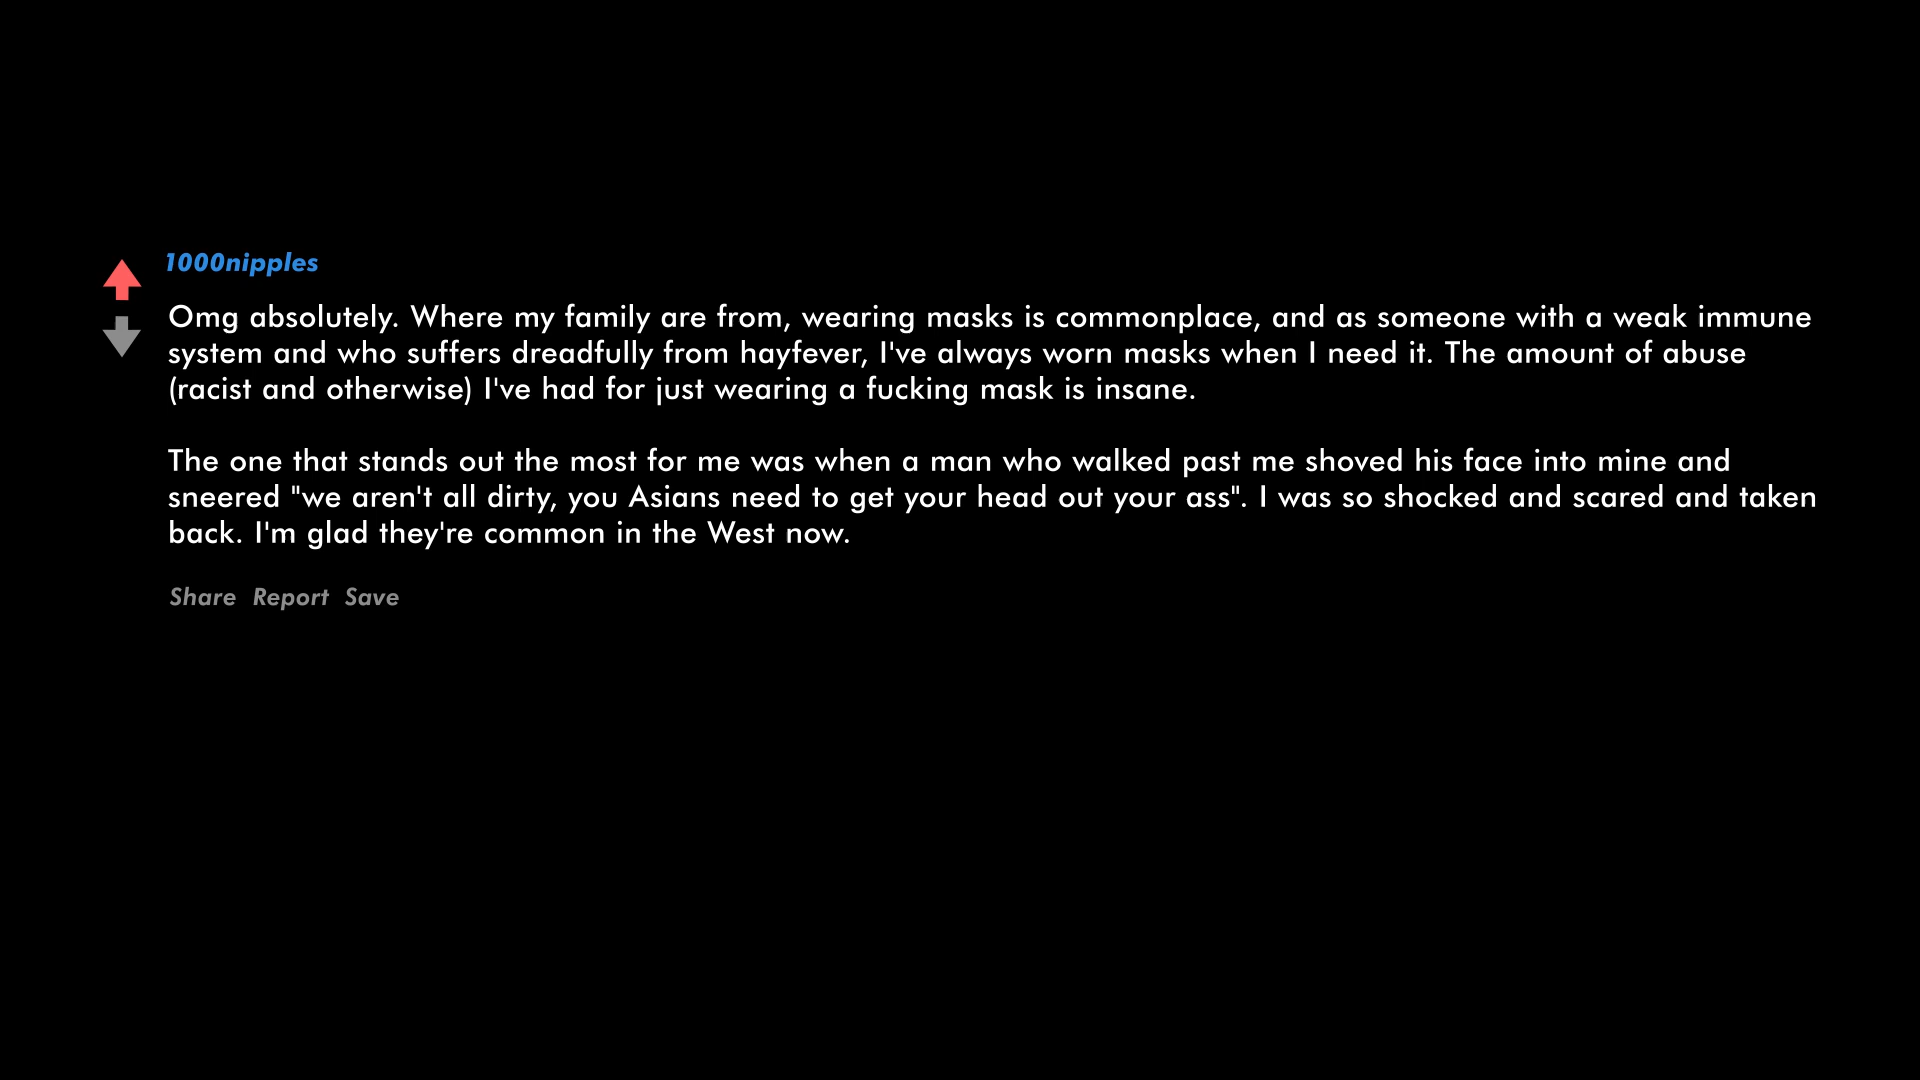 1000nipples
Omg absolutely. Where my family are from, wearing masks is commonplace, and as someone with a weak immune
system and who suffers dreadfully from hayfever, I've always worn masks when I need it. The amount of abuse
(racist and otherwise) I've had for just wearing a fucking mask is insane.
The one that stands out the most for me was when a man who walked past me shoved his face into mine and
sneered "we aren't all dirty, you Asians need to get your head out your ass". I was so shocked and scared and taken
back. I'm glad they're common in the West now.
Share Report Save